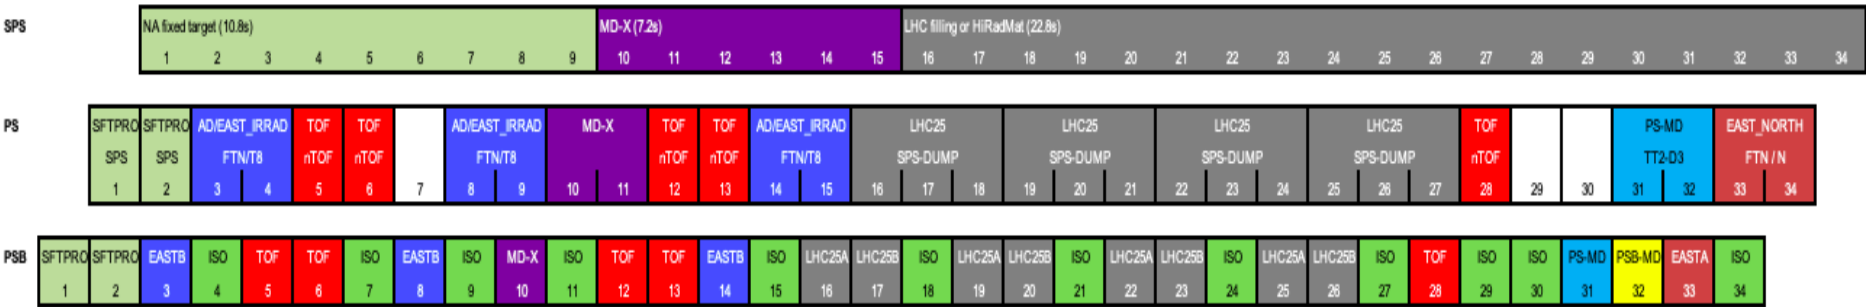 SPS
NA fixed target (10.8s) MD-X (7.2s) LHC filling or HiRadMat (22.8s)
1 2 3 4 5 6 7 8 9 10 11 12 13 14 15 16 17 18 19 20 21 22 23 24 25 26 27 28 29 30 31 32 33 34
PS SFTPRO SFTPRO AD/EAST_IRRAD TOF TOF AD/EAST_IRRAD MD-X TOF TOF AD/EAST_IRRAD LHC25 LHC25 LHC25 LHC25 TOF PS-MD EAST_NORTH
SPS SPS FTN/T8 nTOF nTOF FTN/T8 nTOF nTOF FTN/T8 SPS-DUMP SPS-DUMP SPS-DUMP SPS-DUMP nTOF TT2-D3 FTN / N
1 2 3 4 5 6 7 8 9 10 11 12 13 14 15 16 17 18 19 20 21 22 23 24 25 26 27 28 29 30 31 32 33 34
PSB SFTPRO SFTPRO EASTB ISO TOF TOF ISO EASTB ISO MD-X ISO TOF TOF EASTB ISO LHC25A LHC25B ISO LHC25A LHC25B ISO LHC25A LHC25B ISO LHC25A LHC25B ISO TOF ISO ISO PS-MD PSB-MD EASTA ISO
1 2 3 4 5 6 7 8 9 10 11 12 13 14 15 16 17 18 19 20 21 22 23 24 25 26 27 28 29 30 31 32 33 34